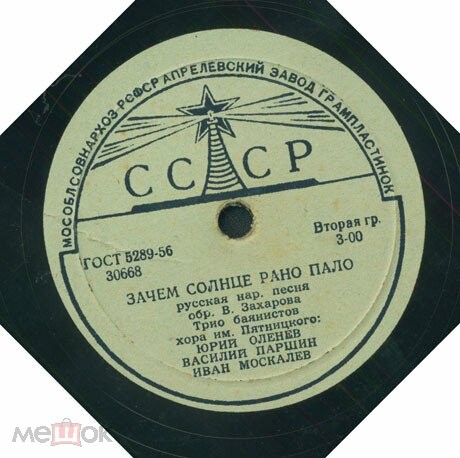 МОСОБЛСОВНАРХОЗ-РСФСР АПРЕЛЕВСКИЙ ЗАВОД ГРАМПЛАСТИНОК
СССР
ГОСТ 5289-56
30668
Вторая гр.
3-00
ЗАЧЕМ СОЛНЦЕ РАНО ПАЛО
русская нар. песня
обр. В. Захарова
Трио баянистов
хора им. Пятницкого:
ЮРИЙ ОЛЕНЕВ
ВАСИЛИЙ ПАРШИН
ИВАН МОСКАЛЕВ
мешок